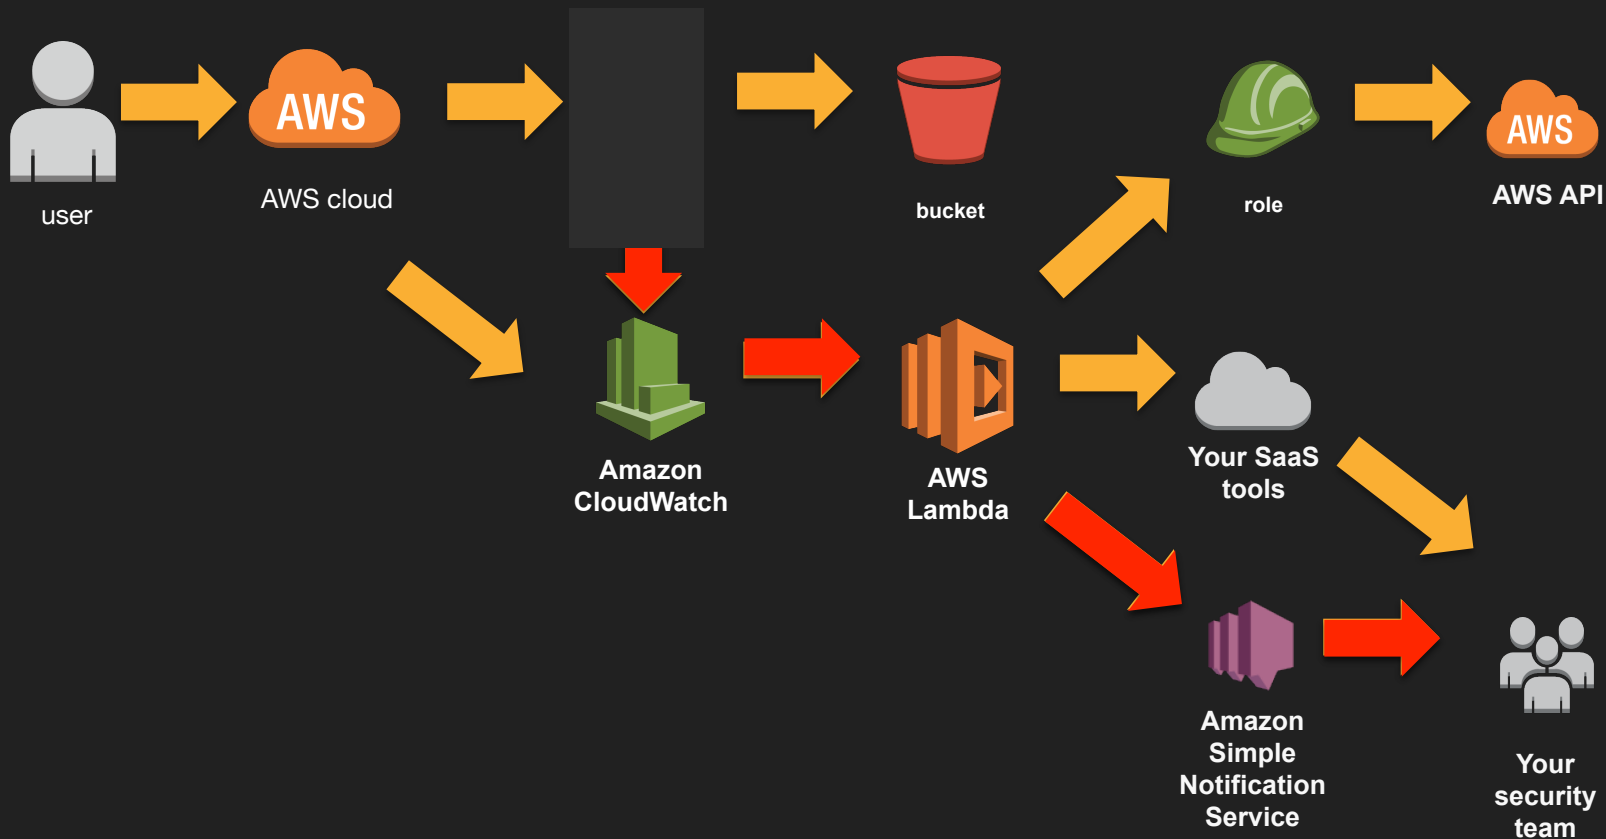 AWS
AWS cloud
user
bucket
role
AWS
AWS API
Amazon
CloudWatch
AWS
Lambda
Your SaaS
tools
Amazon
Simple
Notification
Service
Your
security
team